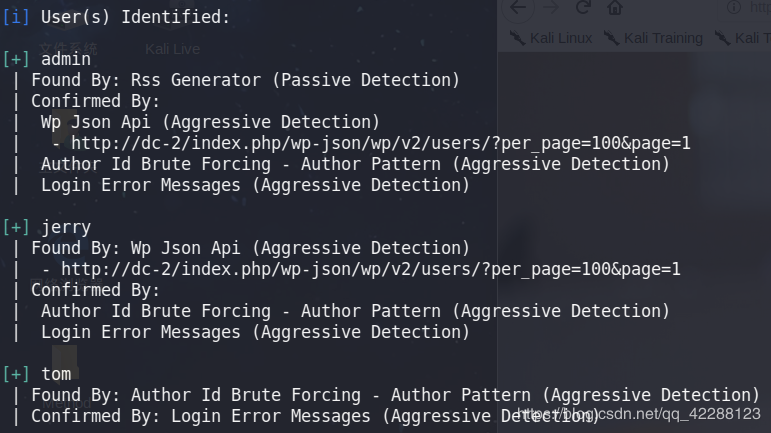 [i] User(s) Identified:
文件系统
Kali Live
Kali Linux
Kali Training
Kali T
[+] admin
| Found By: Rss Generator (Passive Detection)
| Confirmed By:
| Wp Json Api (Aggressive Detection)
| - http://dc-2/index.php/wp-json/wp/v2/users/?per_page=100&page=1
| Author Id Brute Forcing - Author Pattern (Aggressive Detection)
| Login Error Messages (Aggressive Detection)
[+] jerry
| Found By: Wp Json Api (Aggressive Detection)
| - http://dc-2/index.php/wp-json/wp/v2/users/?per_page=100&page=1
| Confirmed By:
| Author Id Brute Forcing - Author Pattern (Aggressive Detection)
| Login Error Messages (Aggressive Detection)
[+] tom
| Found By: Author Id Brute Forcing - Author Pattern (Aggressive Detection)
| Confirmed By: Login Error Messages (Aggressive Detection)
https://blog.csdn.net/qq_42288123